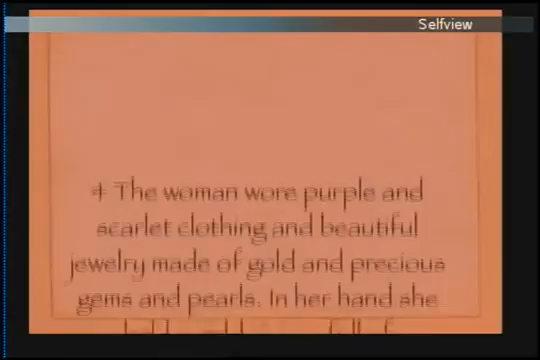 Selfview
4 The woman wore purple and
scarlet clothing and beautiful
jewelry made of gold and precious
gems and pearls. In her hand she